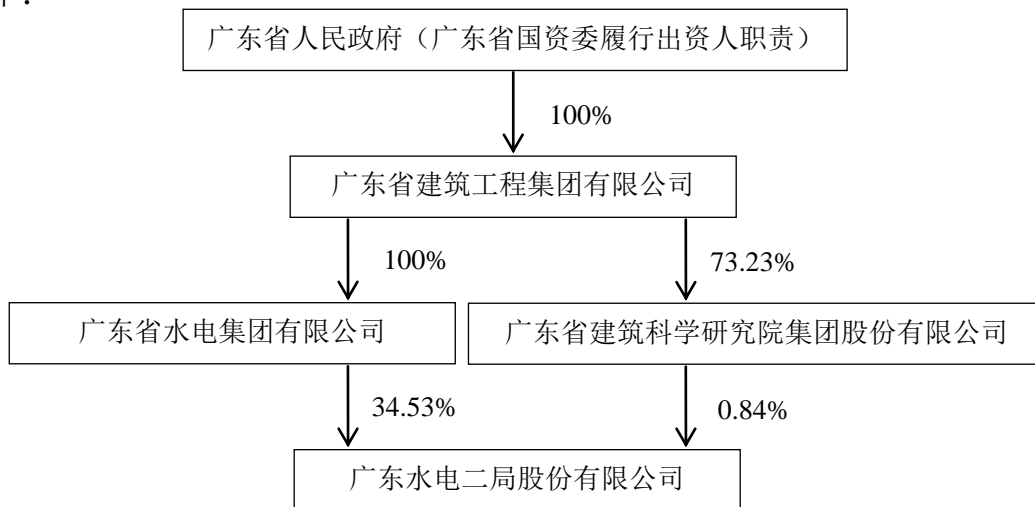 广东省人民政府（广东省国资委履行出资人职责）
100%
广东省建筑工程集团有限公司
100%
73.23%
广东省水电集团有限公司
广东省建筑科学研究院集团股份有限公司
34.53%
0.84%
广东水电二局股份有限公司